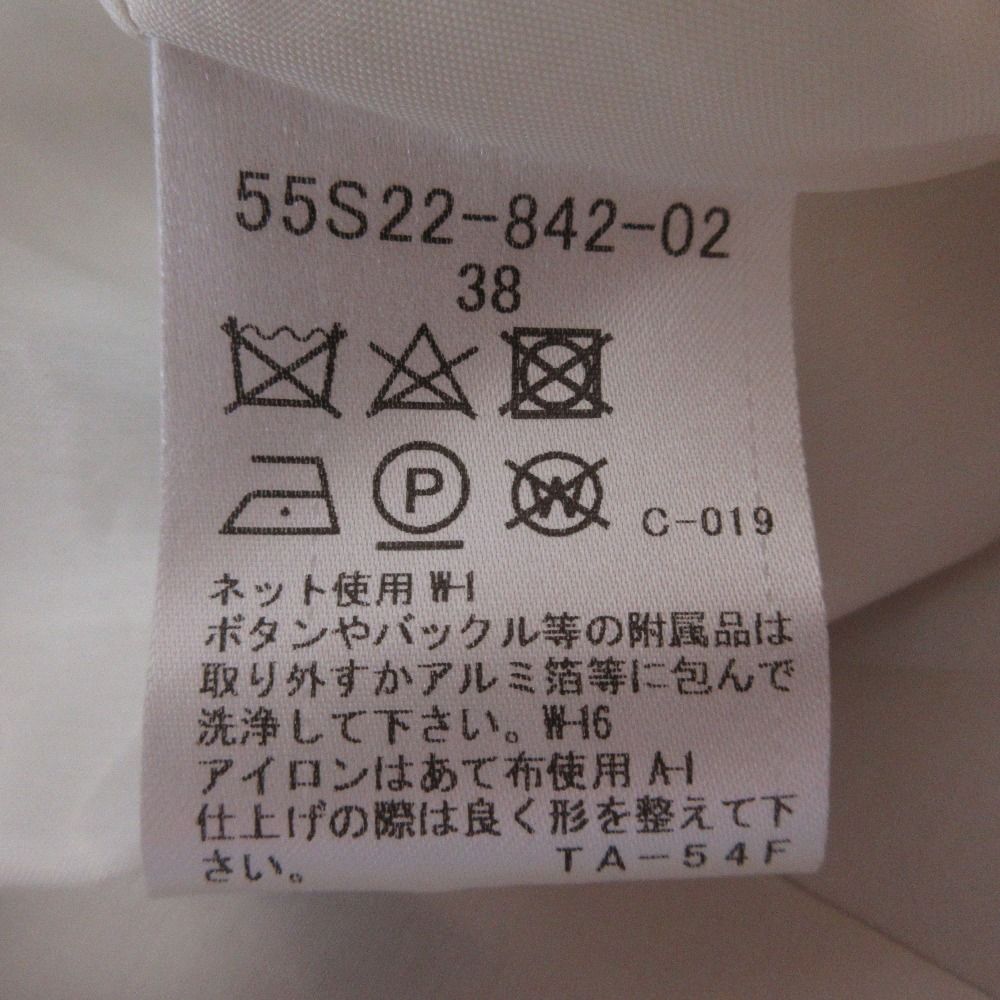 55S22-842-02
38
P W C-019
ネット使用 W-1
ボタンやバックル等の附属品は
取り外すかアルミ箔等に包んで
洗浄して下さい。W-16
アイロンはあて布使用 A-1
仕上げの際は良く形を整えて下
さい。 TA-54F